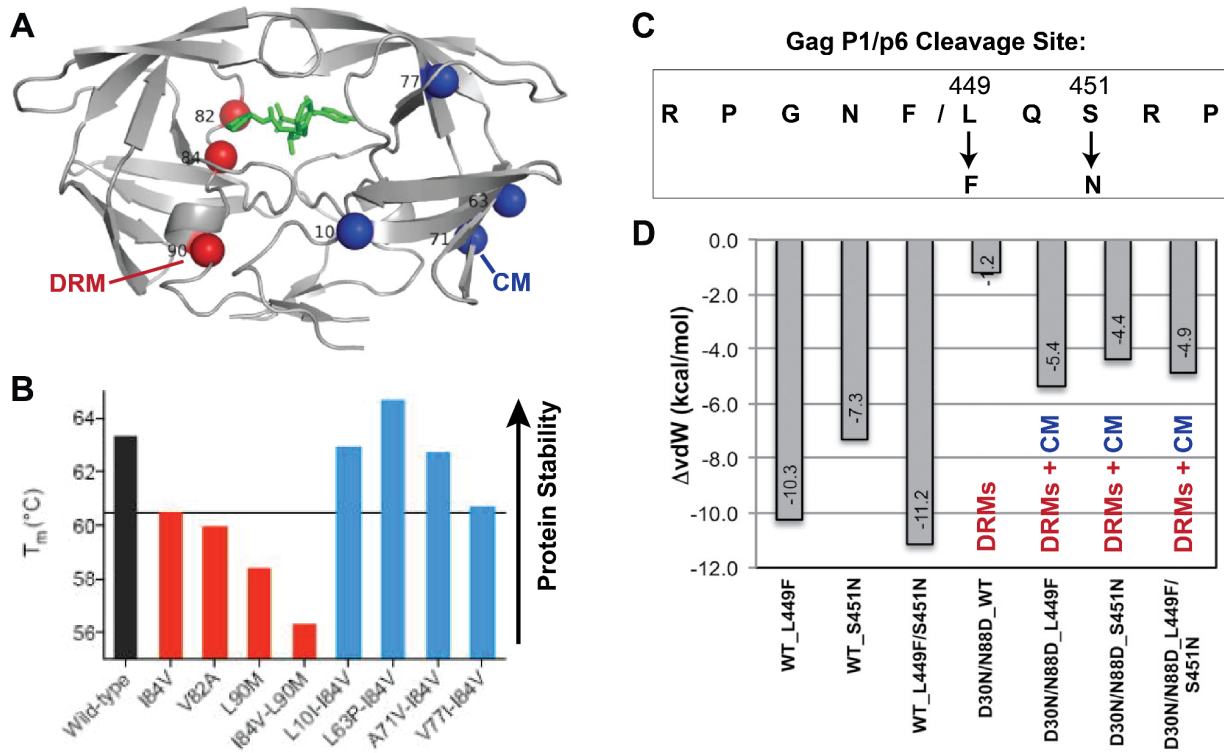 A
82
84
90
77
10
63
71
DRM
CM
B
Tm (°C)
64
62
60
58
56
Protein Stability
Wild-type
I84V
V82A
L90M
I84V-L90M
L10I-I84V
L63P-I84V
A71V-I84V
V77I-I84V
C
Gag P1/p6 Cleavage Site:
449 451
R P G N F / L Q S R P
F N
D
ΔvdW (kcal/mol)
0.0
-2.0
-4.0
-6.0
-8.0
-10.0
-12.0
-10.3
-7.3
-11.2
-1.2
-5.4
-4.4
-4.9
DRMs
DRMs + CM
DRMs + CM
DRMs + CM
WT_L449F
WT_S451N
WT_L449F/S451N
D30N/N88D_WT
D30N/N88D_L449F
D30N/N88D_S451N
D30N/N88D_L449F/
S451N